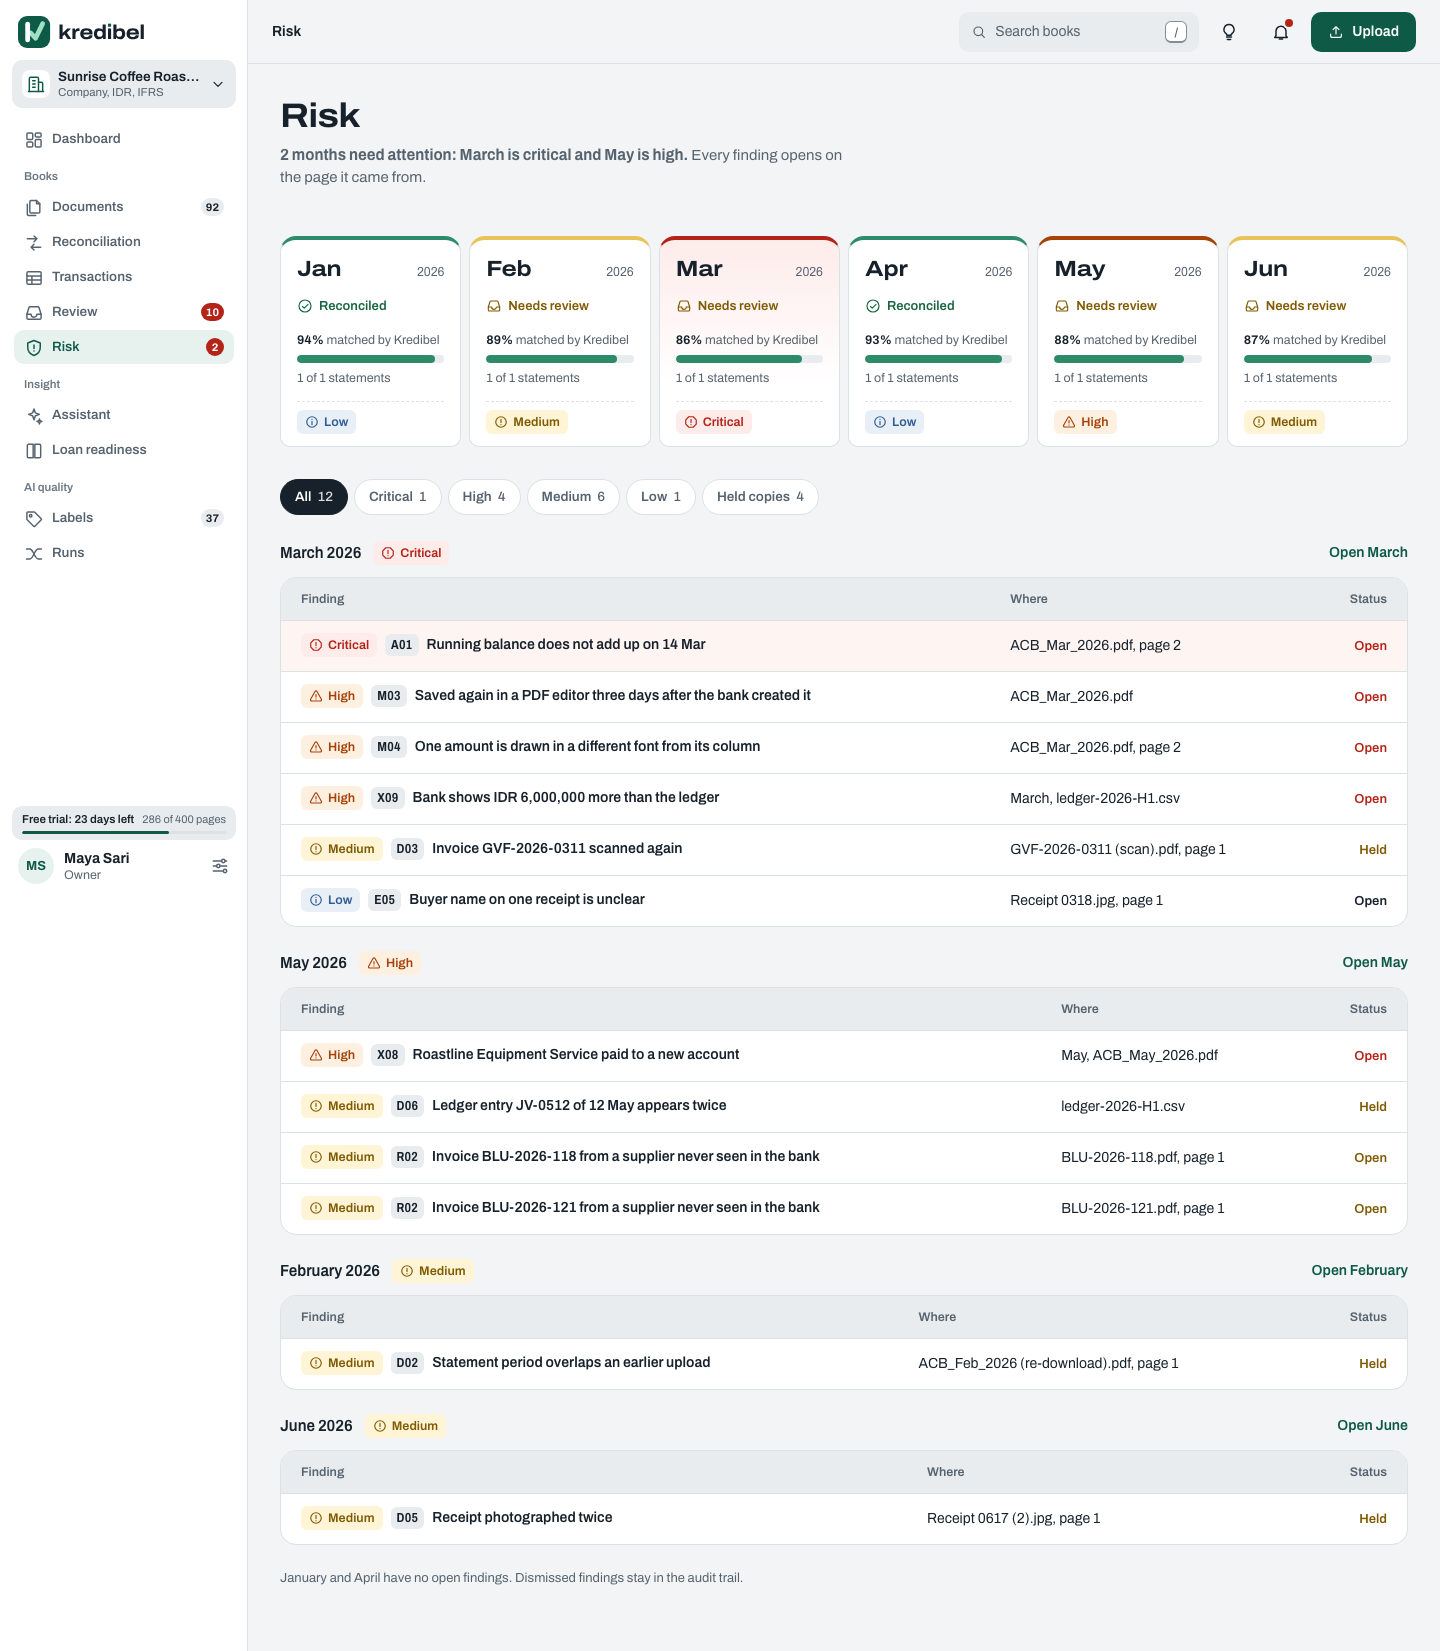 kredibel
Sunrise Coffee Roas...
Company, IDR, IFRS
Dashboard
Books
Documents 92
Reconciliation
Transactions
Review 10
Risk 2
Insight
Assistant
Loan readiness
AI quality
Labels 37
Runs
Free trial: 23 days left 286 of 400 pages
MS Maya Sari
Owner
Risk
Search books /
Upload
Risk
2 months need attention: March is critical and May is high. Every finding opens on
the page it came from.
Jan 2026
Reconciled
94% matched by Kredibel
1 of 1 statements
Low
Feb 2026
Needs review
89% matched by Kredibel
1 of 1 statements
Medium
Mar 2026
Needs review
86% matched by Kredibel
1 of 1 statements
Critical
Apr 2026
Reconciled
93% matched by Kredibel
1 of 1 statements
Low
May 2026
Needs review
88% matched by Kredibel
1 of 1 statements
High
Jun 2026
Needs review
87% matched by Kredibel
1 of 1 statements
Medium
All 12 Critical 1 High 4 Medium 6 Low 1 Held copies 4
March 2026 Critical Open March
Finding Where Status
Critical A01 Running balance does not add up on 14 Mar ACB_Mar_2026.pdf, page 2 Open
High M03 Saved again in a PDF editor three days after the bank created it ACB_Mar_2026.pdf Open
High M04 One amount is drawn in a different font from its column ACB_Mar_2026.pdf, page 2 Open
High X09 Bank shows IDR 6,000,000 more than the ledger March, ledger-2026-H1.csv Open
Medium D03 Invoice GVF-2026-0311 scanned again GVF-2026-0311 (scan).pdf, page 1 Held
Low E05 Buyer name on one receipt is unclear Receipt 0318.jpg, page 1 Open
May 2026 High Open May
Finding Where Status
High X08 Roastline Equipment Service paid to a new account May, ACB_May_2026.pdf Open
Medium D06 Ledger entry JV-0512 of 12 May appears twice ledger-2026-H1.csv Held
Medium R02 Invoice BLU-2026-118 from a supplier never seen in the bank BLU-2026-118.pdf, page 1 Open
Medium R02 Invoice BLU-2026-121 from a supplier never seen in the bank BLU-2026-121.pdf, page 1 Open
February 2026 Medium Open February
Finding Where Status
Medium D02 Statement period overlaps an earlier upload ACB_Feb_2026 (re-download).pdf, page 1 Held
June 2026 Medium Open June
Finding Where Status
Medium D05 Receipt photographed twice Receipt 0617 (2).jpg, page 1 Held
January and April have no open findings. Dismissed findings stay in the audit trail.